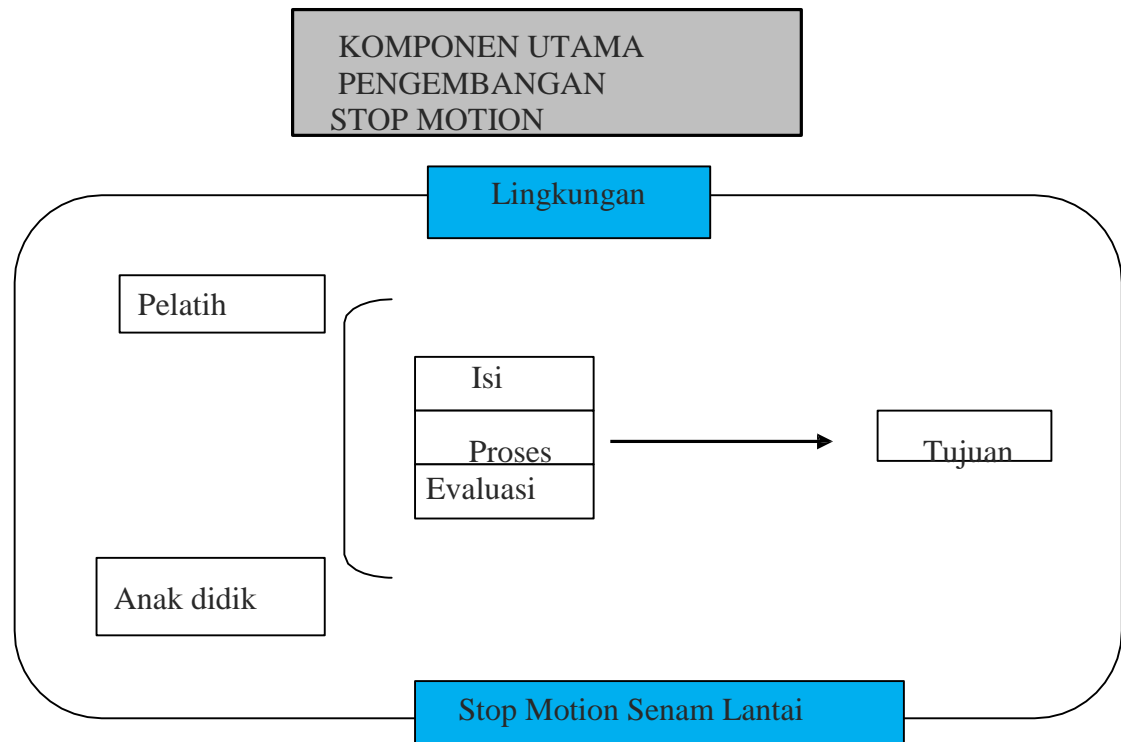 KOMPONEN UTAMA
PENGEMBANGAN
STOP MOTION
Lingkungan
Pelatih
Isi
Proses
Evaluasi
Tujuan
Anak didik
Stop Motion Senam Lantai